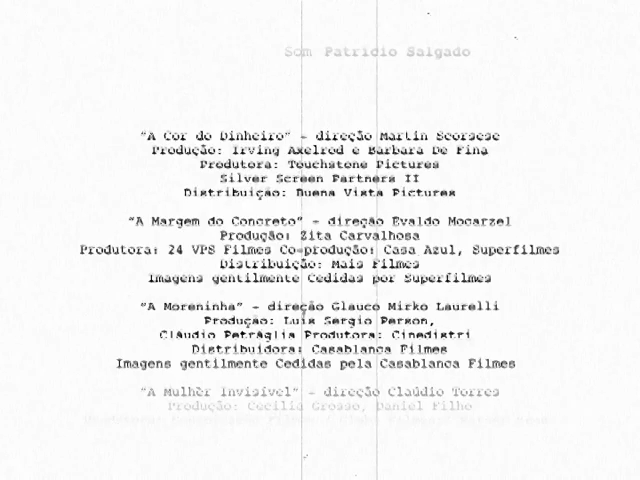 Som Patricio Salgado
"A Cor do Dinheiro" - direção Martin Scorsese
Produção: Irving Axelrod e Barbara De Fina
Produtora: Touchstone Pictures
Silver Screen Partners II
Distribuição: Buena Vista Pictures
"A Margem do Concreto" - direção Evaldo Mocarzel
Produção: Zita Carvalhosa
Produtora: 24 VPS Filmes Co-produção: Casa Azul, Superfilmes
Distribuição: Mais Filmes
Imagens gentilmente Cedidas por Superfilmes
"A Moreninha" - direção Glauco Mirko Laurelli
Produção: Luis Sergio Person,
Cláudio Petráglia Produtora: Cinedistri
Distribuidora: Casablanca Filmes
Imagens gentilmente Cedidas pela Casablanca Filmes
"A Mulhèr Invisível" - direção Claúdio Torres
Produção: Cecilia Grosso, Daniel Filho